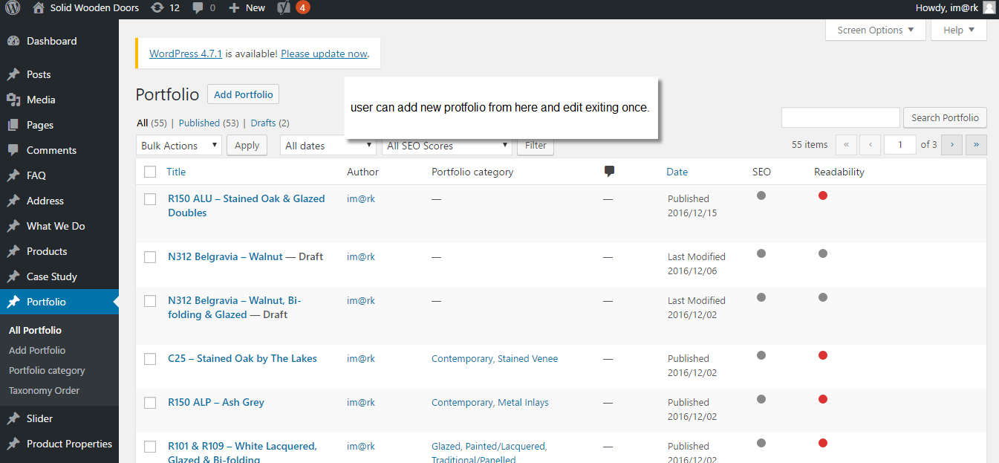 Solid Wooden Doors 12 0 New 4 Howdy, im@rk
Screen Options Help
Dashboard
Posts
Media
Pages
Comments
FAQ
Address
What We Do
Products
Case Study
Portfolio
All Portfolio
Add Portfolio
Portfolio category
Taxonomy Order
Slider
Product Properties
WordPress 4.7.1 is available! Please update now.
Portfolio Add Portfolio
user can add new protfolio from here and edit exiting once.
All (55) | Published (53) | Drafts (2)
Search Portfolio
Bulk Actions Apply All dates All SEO Scores Filter 55 items « ‹ 1 of 3 › »
Title Author Portfolio category Date SEO Readability
R150 ALU – Stained Oak & Glazed im@rk — — Published
Doubles 2016/12/15
N312 Belgravia – Walnut — Draft im@rk — — Last Modified
2016/12/06
N312 Belgravia – Walnut, Bi- im@rk — — Last Modified
folding & Glazed — Draft 2016/12/02
C25 – Stained Oak by The Lakes im@rk Contemporary, Stained Venee — Published
2016/12/02
R150 ALP – Ash Grey im@rk Contemporary, Metal Inlays — Published
2016/12/02
R101 & R109 – White Lacquered, im@rk Glazed, Painted/Lacquered, — Published
Glazed & Bi-folding Traditional/Panelled 2016/12/02